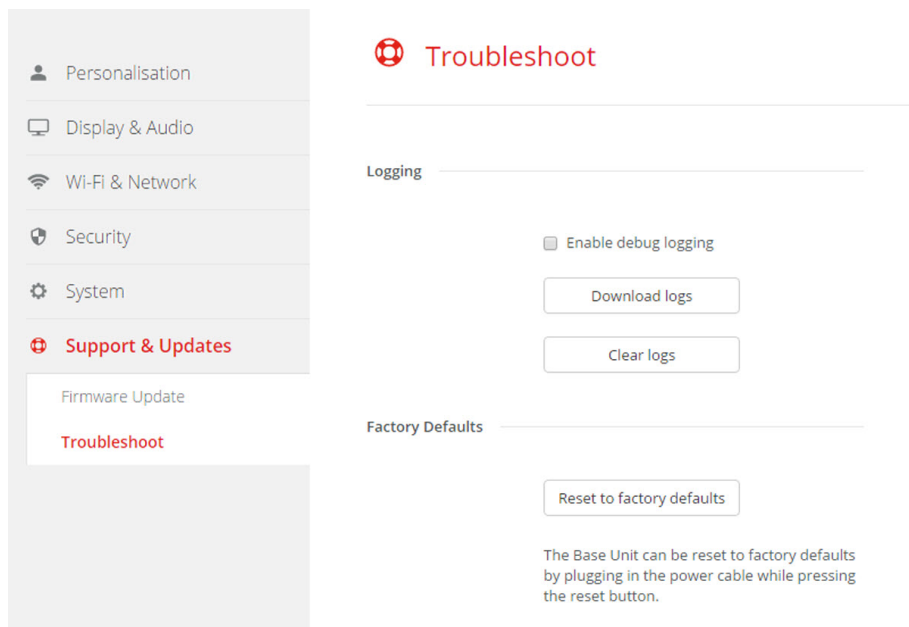 Personalisation
Display & Audio
Wi-Fi & Network
Security
System
Support & Updates
Firmware Update
Troubleshoot
Troubleshoot
Logging
Enable debug logging
Download logs
Clear logs
Factory Defaults
Reset to factory defaults
The Base Unit can be reset to factory defaults
by plugging in the power cable while pressing
the reset button.